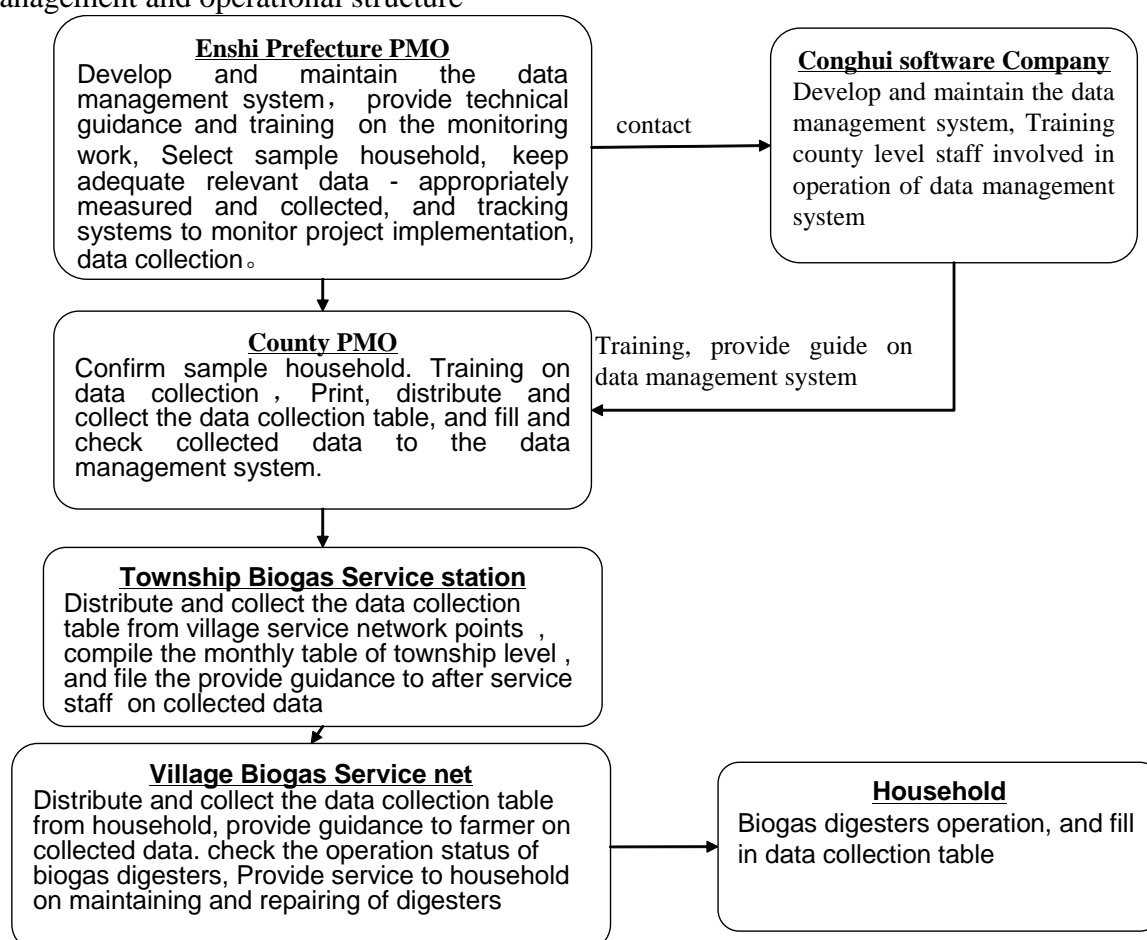 anagement and operational structure
Enshi Prefecture PMO
Develop and maintain the data
management system， provide technical
guidance and training on the monitoring
work, Select sample household, keep
adequate relevant data - appropriately
measured and collected, and tracking
systems to monitor project implementation,
data collection。
contact
Conghui software Company
Develop and maintain the data
management system, Training
county level staff involved in
operation of data management
system
County PMO
Confirm sample household. Training on
data collection ， Print, distribute and
collect the data collection table, and fill and
check collected data to the data
management system.
Training, provide guide on
data management system
Township Biogas Service station
Distribute and collect the data collection
table from village service network points ,
compile the monthly table of township level ,
and file the provide guidance to after service
staff on collected data
Village Biogas Service net
Distribute and collect the data collection table
from household, provide guidance to farmer on
collected data. check the operation status of
biogas digesters, Provide service to household
on maintaining and repairing of digesters
Household
Biogas digesters operation, and fill
in data collection table